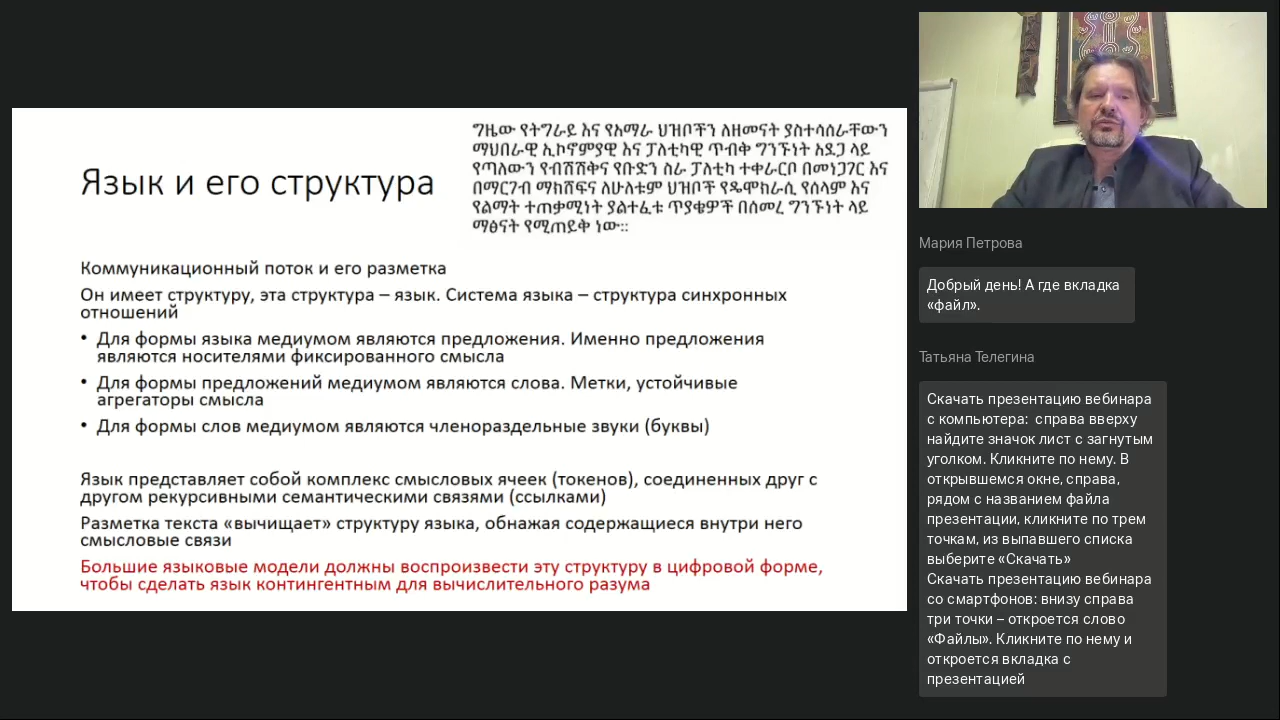 Язык и его структура
ግዜው የትግራይ እና የአማራ ህዝቦችን ለዘመናት ያስተሳሰራቸውን
ማህበራዊ ኢኮኖምያዊ እና ፓለቲካዊ ጥብቅ ግንኙነት አደጋ ላይ
የጣለውን የብሽሽቅና የቡድን ስራ ፓለቲካ ተቀራርቦ በመነጋገር እና
በማርገብ ማክሸፍና ለሁለቱም ህዝቦች የዴሞክራሲ የሰላም እና
የልማት ተጠቃሚነት ያልተፈቱ ጥያቄዎች በሰመረ ግንኙነት ላይ
ማፅናት የሚጠይቅ ነው::
Коммуникационный поток и его разметка
Он имеет структуру, эта структура – язык. Система языка – структура синхронных
отношений
• Для формы языка медиумом являются предложения. Именно предложения
являются носителями фиксированного смысла
• Для формы предложений медиумом являются слова. Метки, устойчивые
агрегаторы смысла
• Для формы слов медиумом являются членораздельные звуки (буквы)
Язык представляет собой комплекс смысловых ячеек (токенов), соединенных друг с
другом рекурсивными семантическими связями (ссылками)
Разметка текста «вычищает» структуру языка, обнажая содержащиеся внутри него
смысловые связи
Большие языковые модели должны воспроизвести эту структуру в цифровой форме,
чтобы сделать язык контингентным для вычислительного разума
Мария Петрова
Добрый день! А где вкладка
«файл».
Татьяна Телегина
Скачать презентацию вебинара
с компьютера: справа вверху
найдите значок лист с загнутым
уголком. Кликните по нему. В
открывшемся окне, справа,
рядом с названием файла
презентации, кликните по трем
точкам, из выпавшего списка
выберите «Скачать»
Скачать презентацию вебинара
со смартфонов: внизу справа
три точки – откроется слово
«Файлы». Кликните по нему и
откроется вкладка с
презентацией